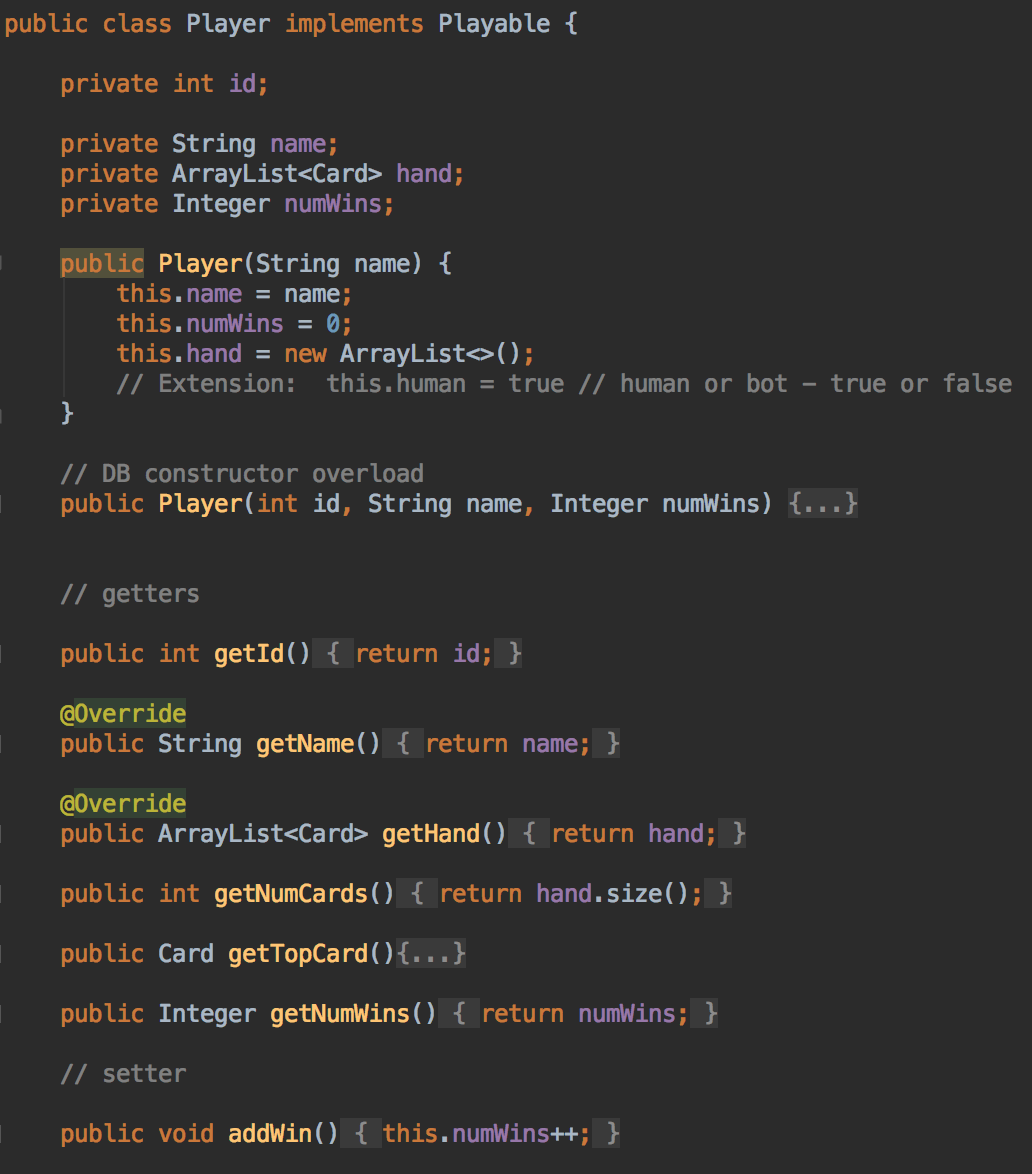 public class Player implements Playable {
private int id;
private String name;
private ArrayList<Card> hand;
private Integer numWins;
public Player(String name) {
this.name = name;
this.numWins = 0;
this.hand = new ArrayList<>();
// Extension:  this.human = true // human or bot – true or false
}
// DB constructor overload
public Player(int id, String name, Integer numWins) {...}
// getters
public int getId() { return id; }
@Override
public String getName() { return name; }
@Override
public ArrayList<Card> getHand() { return hand; }
public int getNumCards() { return hand.size(); }
public Card getTopCard(){...}
public Integer getNumWins() { return numWins; }
// setter
public void addWin() { this.numWins++; }